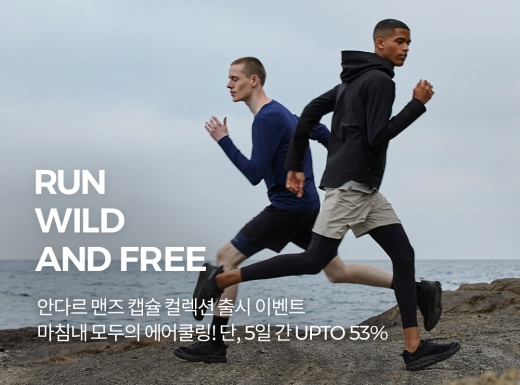 RUN
WILD
AND FREE
안다르 맨즈 캡슐 컬렉션 출시 이벤트
마침내 모두의 에어쿨링! 단, 5일 간 UPTO 53%